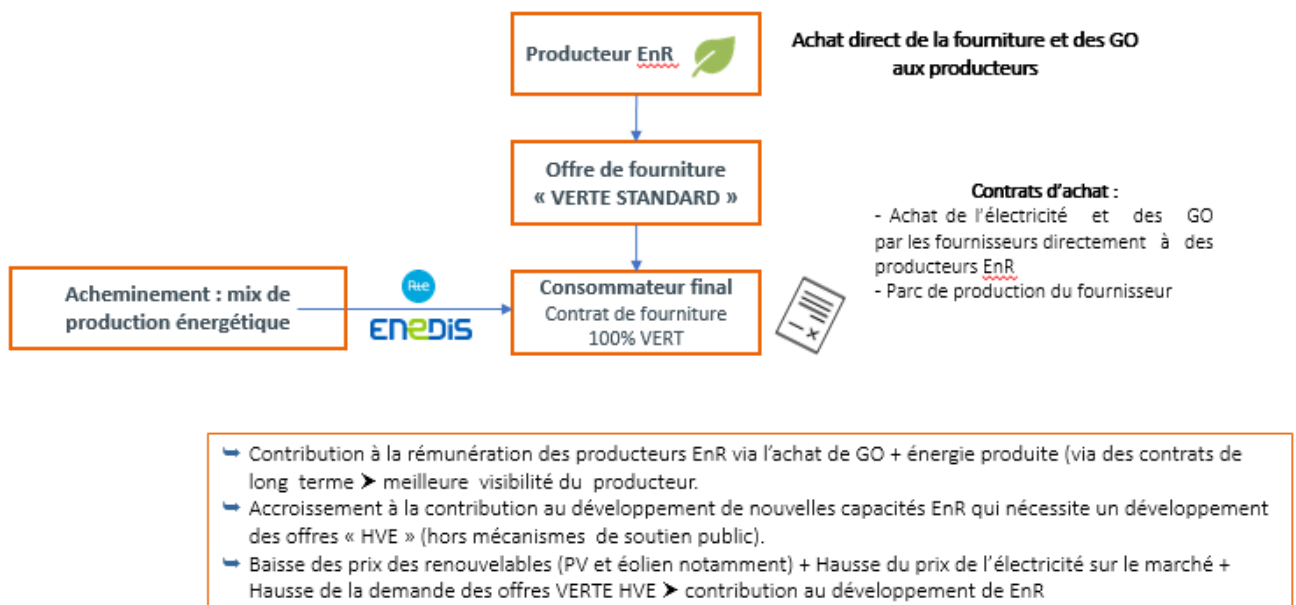 Producteur EnR
Achat direct de la fourniture et des GO
aux producteurs
Offre de fourniture
« VERTE STANDARD »
Contrats d'achat :
- Achat de l'électricité et des GO
par les fournisseurs directement à des
producteurs EnR
- Parc de production du fournisseur
Acheminement : mix de
production énergétique
Rte
ENEDIS
Consommateur final
Contrat de fourniture
100% VERT
➥ Contribution à la rémunération des producteurs EnR via l'achat de GO + énergie produite (via des contrats de
long terme ➤ meilleure visibilité du producteur.
➥ Accroissement à la contribution au développement de nouvelles capacités EnR qui nécessite un développement
des offres « HVE » (hors mécanismes de soutien public).
➥ Baisse des prix des renouvelables (PV et éolien notamment) + Hausse du prix de l'électricité sur le marché +
Hausse de la demande des offres VERTE HVE ➤ contribution au développement de EnR